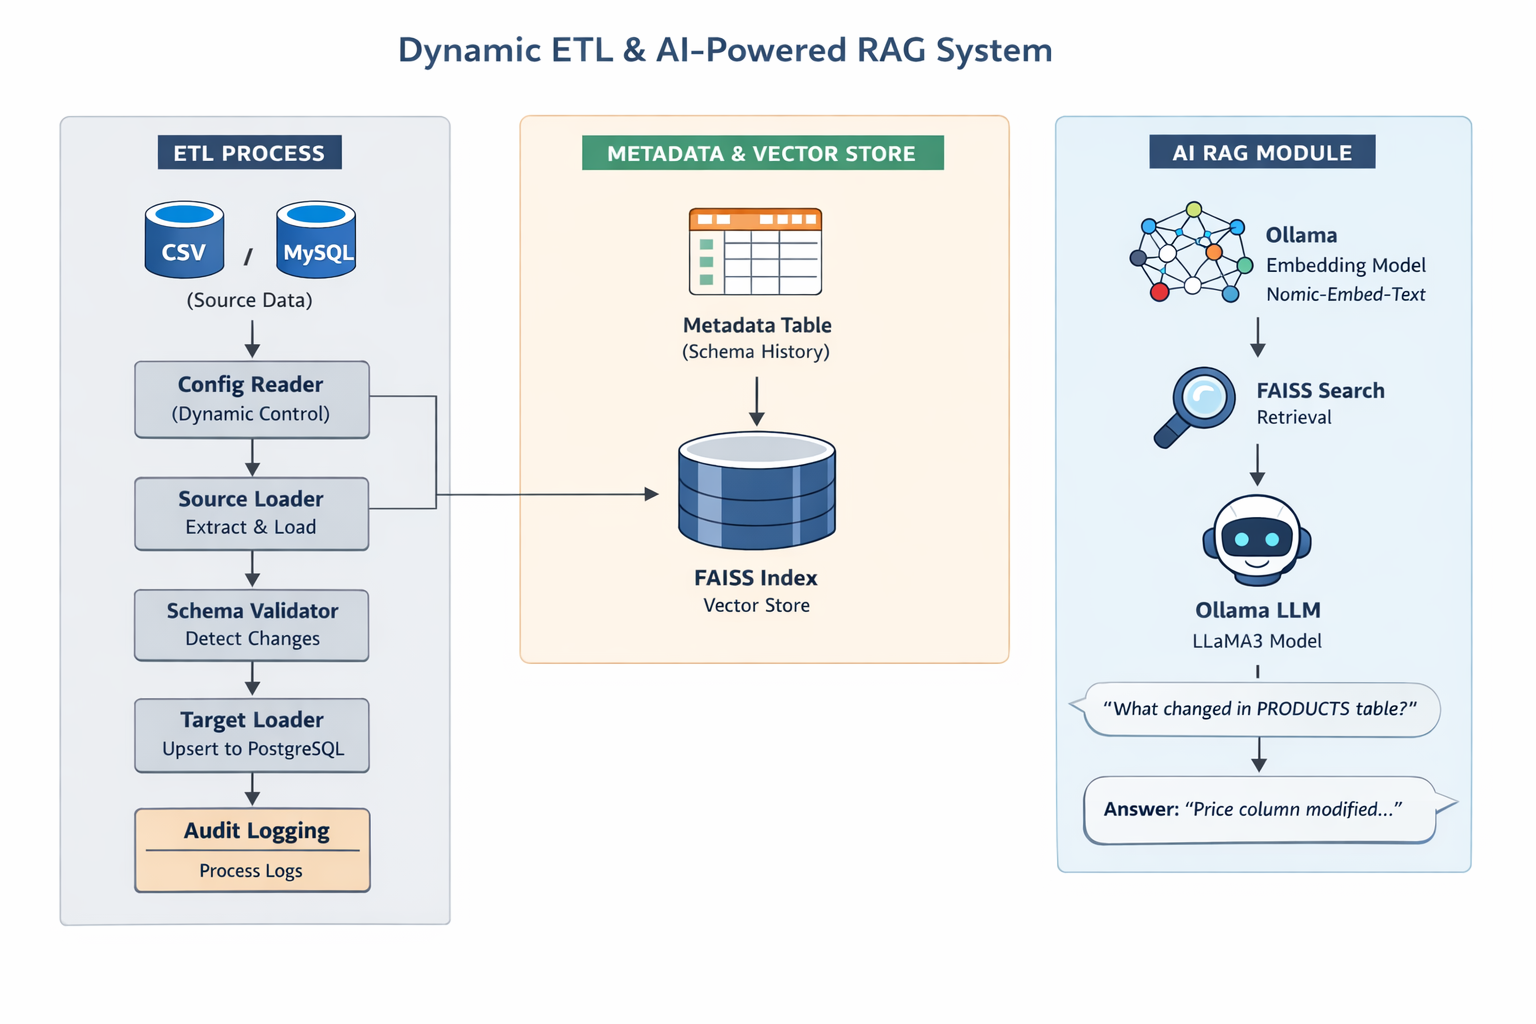 Dynamic ETL & AI-Powered RAG System
ETL PROCESS
CSV
/
MySQL
(Source Data)
Config Reader
(Dynamic Control)
Source Loader
Extract & Load
Schema Validator
Detect Changes
Target Loader
Upsert to PostgreSQL
Audit Logging
Process Logs
METADATA & VECTOR STORE
Metadata Table
(Schema History)
FAISS Index
Vector Store
AI RAG MODULE
Ollama
Embedding Model
Nomic-Embed-Text
FAISS Search
Retrieval
Ollama LLM
LLaMA3 Model
“What changed in PRODUCTS table?”
Answer: “Price column modified...”